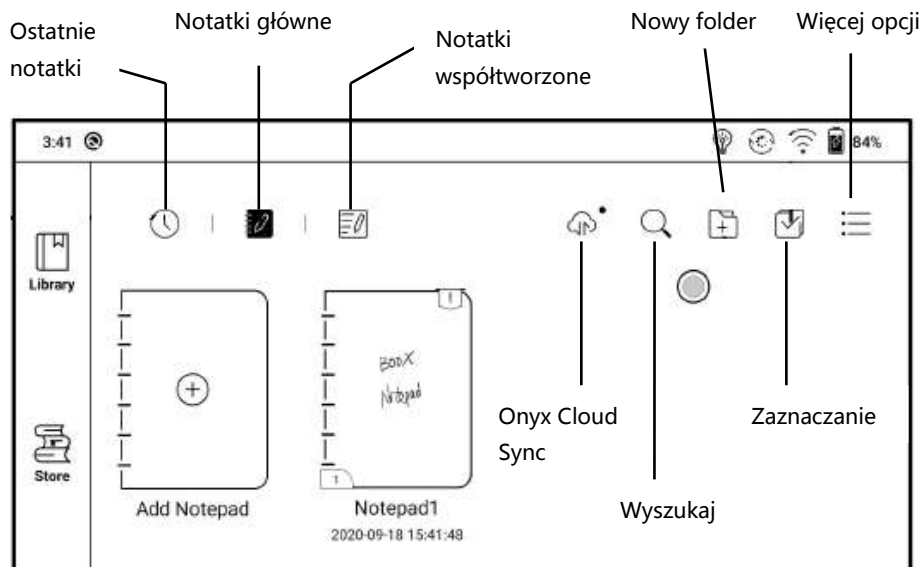 Ostatnie
notatki
Notatki główne
Notatki
współtworzone
Nowy folder
Więcej opcji
3:41
84%
Library
Store
BOOX
Notepad
1
Add Notepad
Notepad1
2020-09-18 15:41:48
Onyx Cloud
Sync
Wyszukaj
Zaznaczanie